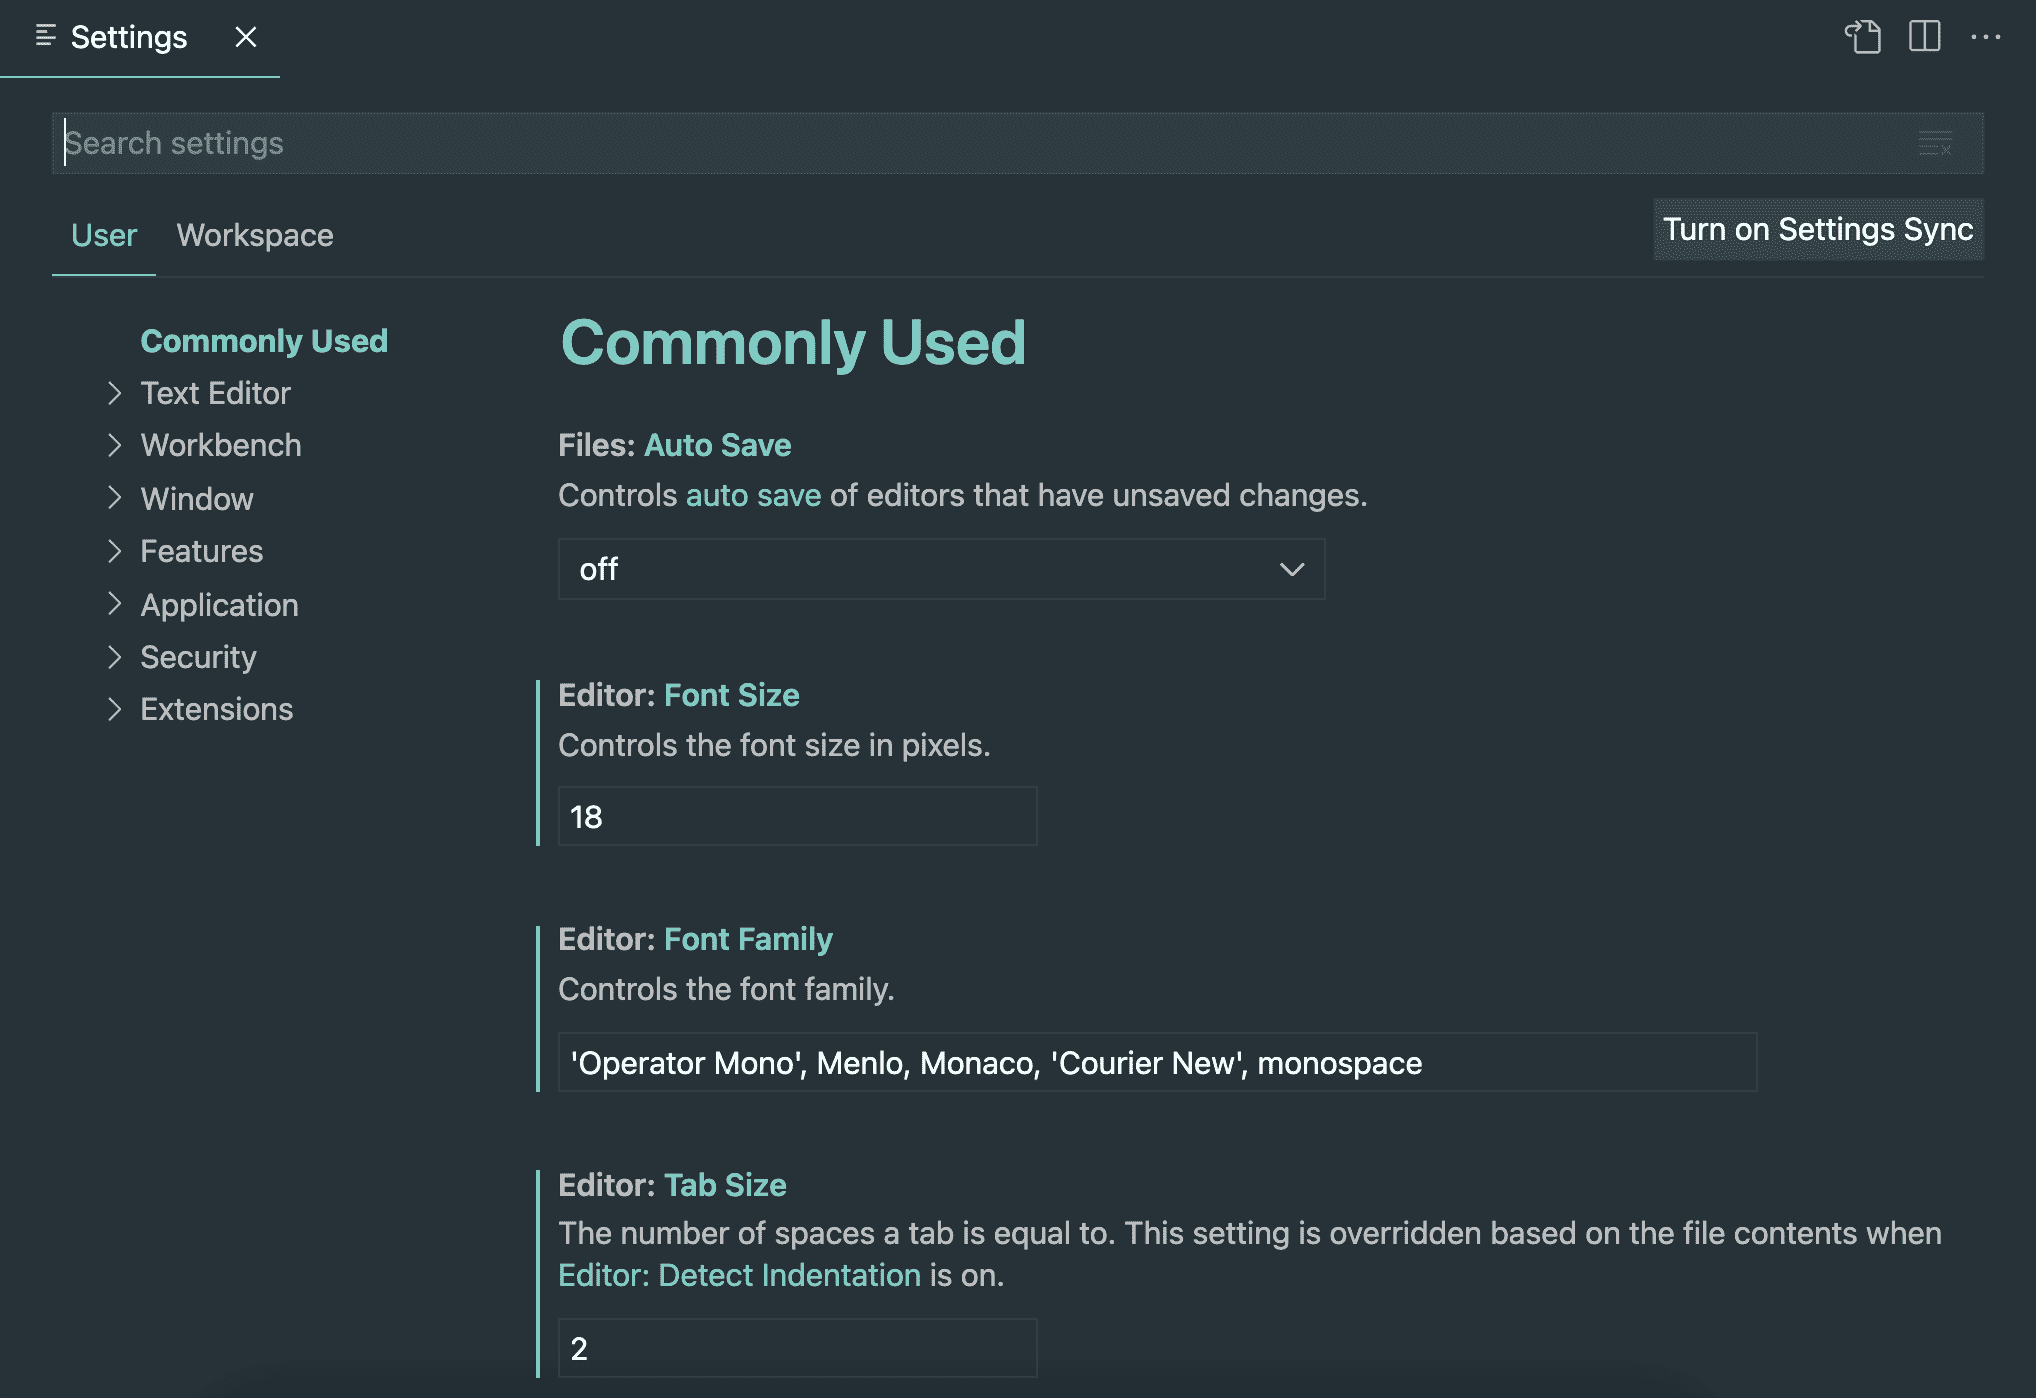 Settings
Search settings
User
Workspace
Turn on Settings Sync
Commonly Used
Text Editor
Workbench
Window
Features
Application
Security
Extensions
Commonly Used
Files: Auto Save
Controls auto save of editors that have unsaved changes.
off
Editor: Font Size
Controls the font size in pixels.
18
Editor: Font Family
Controls the font family.
'Operator Mono', Menlo, Monaco, 'Courier New', monospace
Editor: Tab Size
The number of spaces a tab is equal to. This setting is overridden based on the file contents when
Editor: Detect Indentation is on.
2